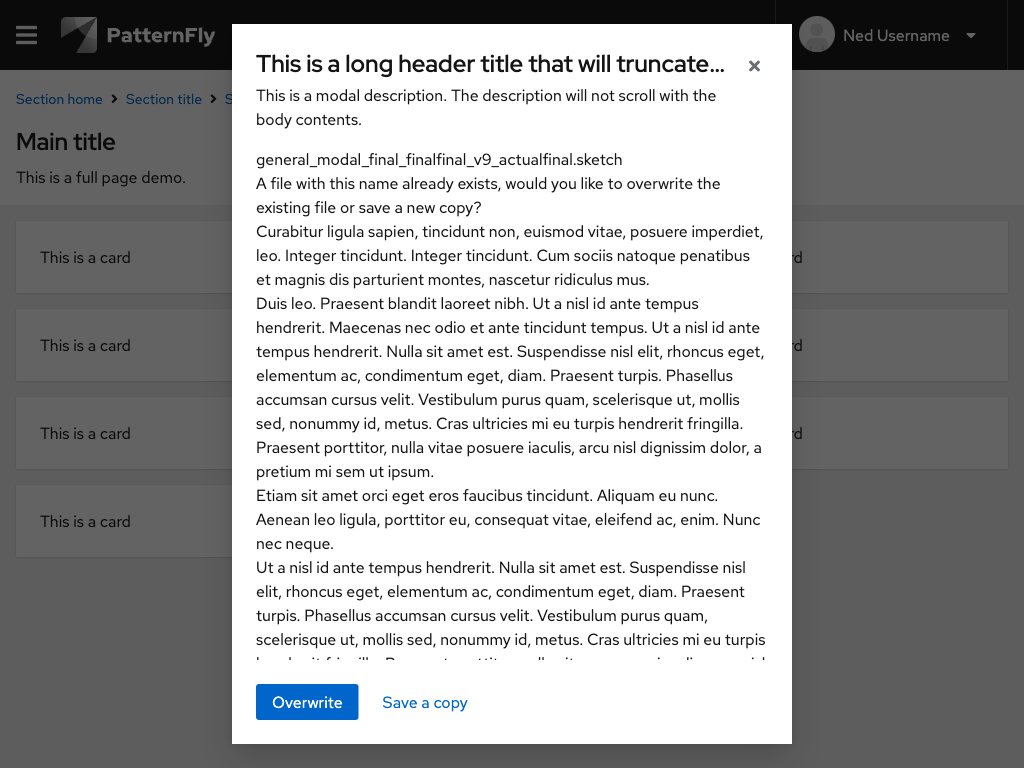 PatternFly
Ned Username
Section home
Section title
S
Main title
This is a full page demo.
This is a card
rd
This is a card
rd
This is a card
rd
This is a card
This is a long header title that will truncate...
This is a modal description. The description will not scroll with the
body contents.
general_modal_final_finalfinal_v9_actualfinal.sketch
A file with this name already exists, would you like to overwrite the
existing file or save a new copy?
Curabitur ligula sapien, tincidunt non, euismod vitae, posuere imperdiet,
leo. Integer tincidunt. Integer tincidunt. Cum sociis natoque penatibus
et magnis dis parturient montes, nascetur ridiculus mus.
Duis leo. Praesent blandit laoreet nibh. Ut a nisl id ante tempus
hendrerit. Maecenas nec odio et ante tincidunt tempus. Ut a nisl id ante
tempus hendrerit. Nulla sit amet est. Suspendisse nisl elit, rhoncus eget,
elementum ac, condimentum eget, diam. Praesent turpis. Phasellus
accumsan cursus velit. Vestibulum purus quam, scelerisque ut, mollis
sed, nonummy id, metus. Cras ultricies mi eu turpis hendrerit fringilla.
Praesent porttitor, nulla vitae posuere iaculis, arcu nisl dignissim dolor, a
pretium mi sem ut ipsum.
Etiam sit amet orci eget eros faucibus tincidunt. Aliquam eu nunc.
Aenean leo ligula, porttitor eu, consequat vitae, eleifend ac, enim. Nunc
nec neque.
Ut a nisl id ante tempus hendrerit. Nulla sit amet est. Suspendisse nisl
elit, rhoncus eget, elementum ac, condimentum eget, diam. Praesent
turpis. Phasellus accumsan cursus velit. Vestibulum purus quam,
scelerisque ut, mollis sed, nonummy id, metus. Cras ultricies mi eu turpis
Overwrite
Save a copy